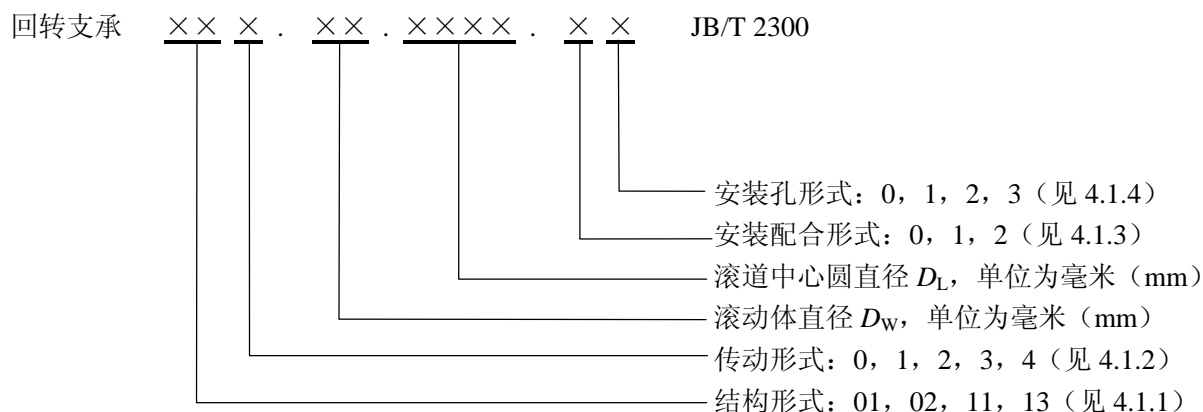 回转支承 ×× × . ×× . ×××× . × × JB/T 2300
安装孔形式：0，1，2，3（见 4.1.4）
安装配合形式：0，1，2（见 4.1.3）
滚道中心圆直径 DL，单位为毫米（mm）
滚动体直径 DW，单位为毫米（mm）
传动形式：0，1，2，3，4（见 4.1.2）
结构形式：01，02，11，13（见 4.1.1）